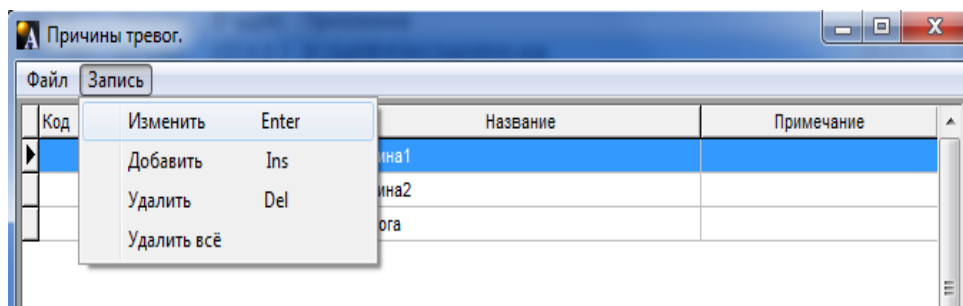 Причины тревог.
Файл Запись
Код Название Примечание
Изменить Enter
Добавить Ins
Удалить Del
Удалить всё
ина1
ина2
ога